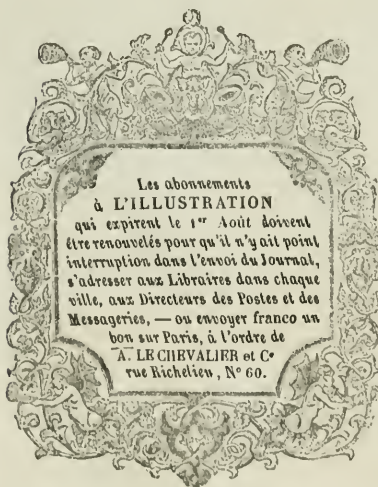 Les abonnements
à L'ILLUSTRATION
qui expirent le 1er Août doivent
être renouvelés pour qu'il n'y ait point
interruption dans l'envoi du Journal,
s'adresser aux Libraires dans chaque
ville, aux Directeurs des Postes et des
Messageries, — ou envoyer franco un
bon sur Paris, à l'ordre de
A. LECHEVALIER et Ce
rue Richelieu, No 60.